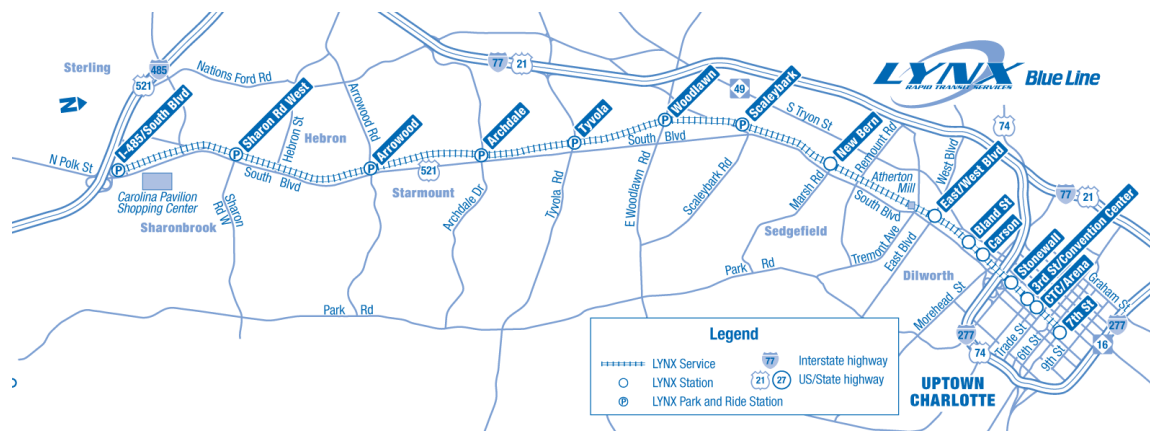 Sterling
485
521
Nations Ford Rd
N
I-485/South Blvd
N Polk St
Carolina Pavilion
Shopping Center
Sharonbrook
Sharon Rd West
Hebron St
Hebron
South Blvd
Sharon
Rd W
Arrowood Rd
Arrowood
521
Starmount
Archdale
Archdale Dr
77
21
Tyvola
Tyvola Rd
Woodlawn
South Blvd
E Woodlawn Rd
49
Scaleybark
Scaleybark Rd
S Tryon St
New Bern
Marsh Rd
Remount Rd
Atherton
Mill
South Blvd
Sedgefield
Tremont Ave
East Blvd
West Blvd
East/West Blvd
Bland St
Carson
Stonewall
3rd St/Convention Center
CTC/Arena
7th St
Dilworth
Park Rd
Park Rd
Morehead St
Graham St
Trade St
6th St
9th St
74
77
21
277
74
277
16
UPTOWN
CHARLOTTE
LYNX
RAPID TRANSIT SERVICES
Blue Line
Legend
LYNX Service
LYNX Station
P LYNX Park and Ride Station
77 Interstate highway
21 27 US/State highway